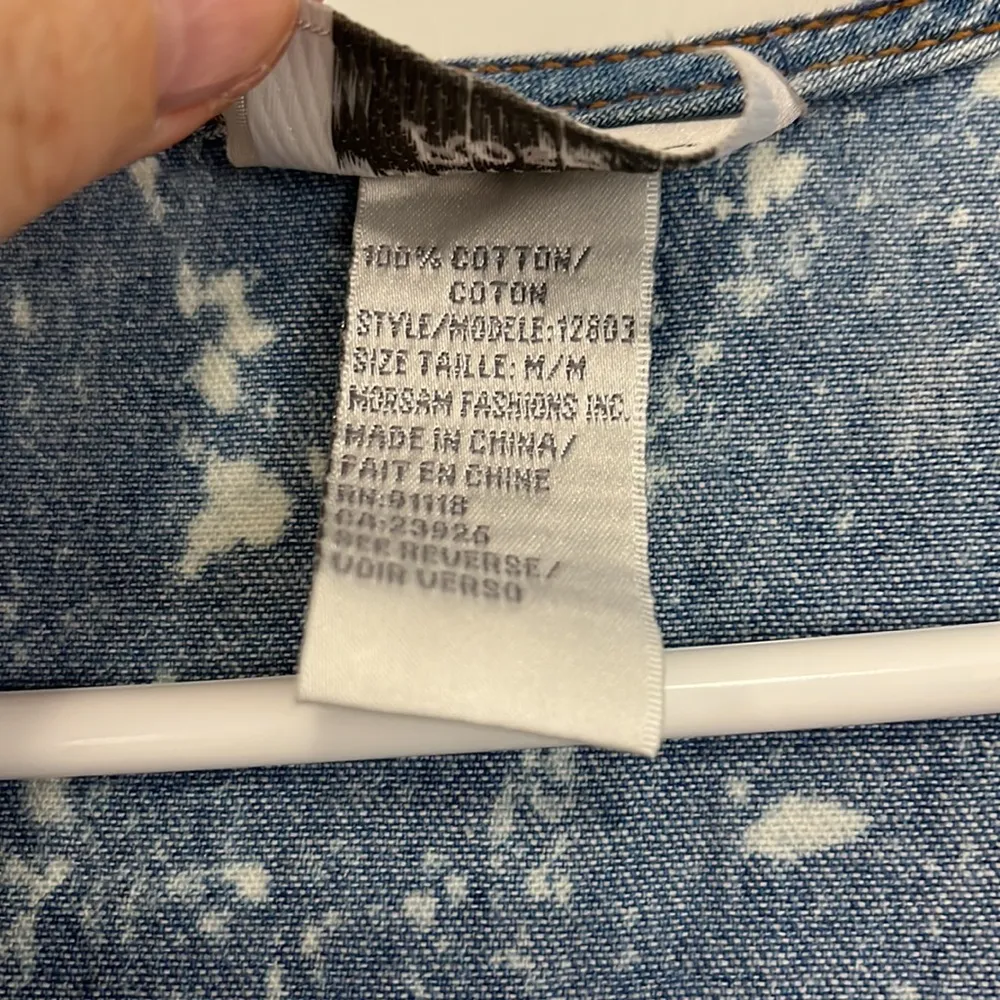 100% COTTON/
COTON
STYLE/MODELE:12803
SIZE TAILLE: M/M
MORSAM FASHIONS INC.
MADE IN CHINA/
FAIT EN CHINE
RN:91118
CA:23926
SEE REVERSE/
VOIR VERSO